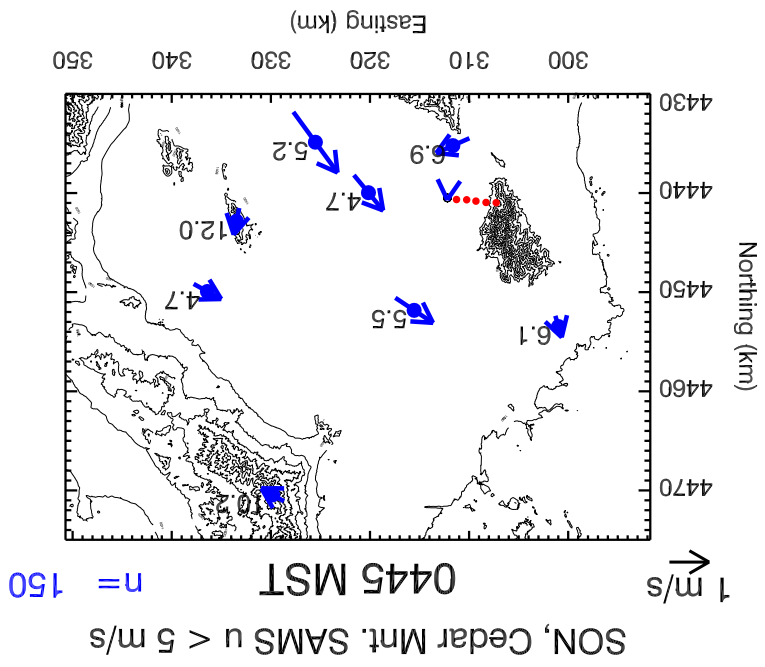 SON, Cedar Mnt. SAMS u < 5 m/s
1 m/s
0445 MST
n= 150
4470
4460
4450
4440
4430
Northing (km)
10.2
6.1
5.5
4.7
12.0
4.7
6.9
5.2
300 310 320 330 340 350
Easting (km)